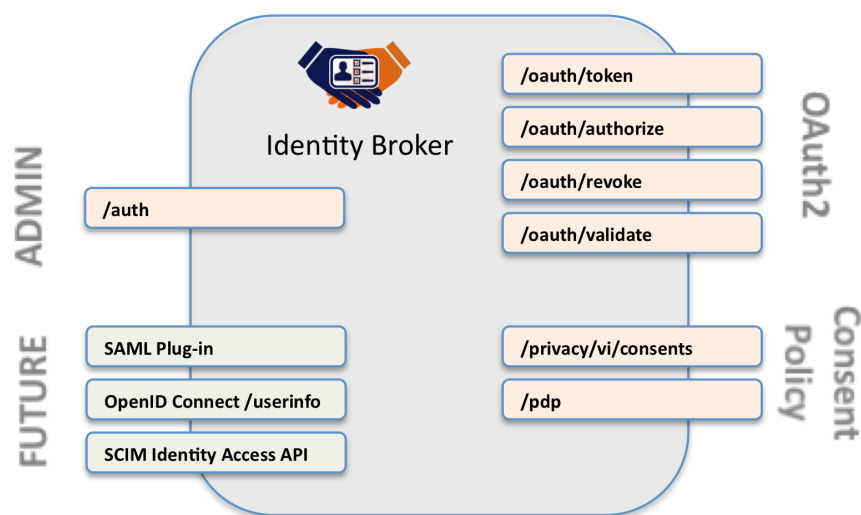 Identity Broker
ADMIN
/auth
FUTURE
SAML Plug-in
OpenID Connect /userinfo
SCIM Identity Access API
/oauth/token
/oauth/authorize
/oauth/revoke
/oauth/validate
OAuth2
/privacy/vi/consents
/pdp
Consent
Policy